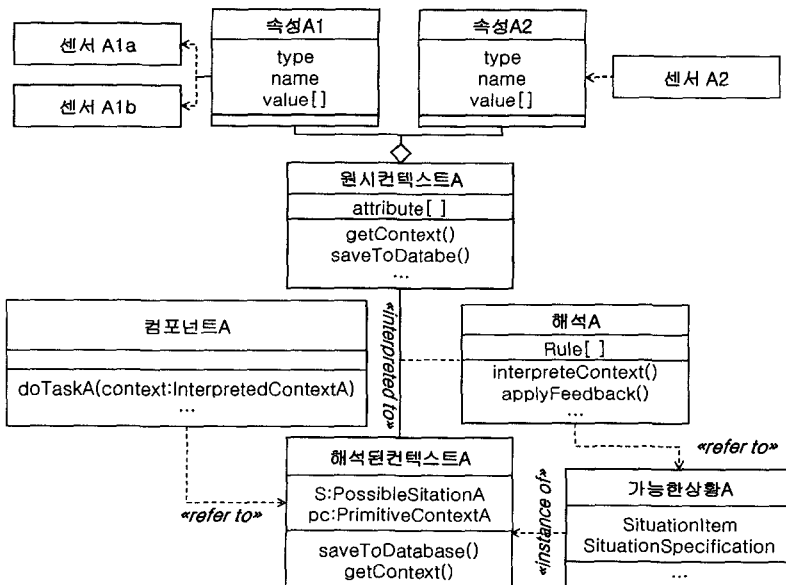 속성A1
type
name
value[]
속성A2
type
name
value[]
센서 A1a
센서 A1b
센서 A2
원시컨텍스트A
attribute[ ]
getContext()
saveToDatabe()
...
«interpreted to»
컴포넌트A
doTaskA(context:InterpretedContextA)
...
해석A
Rule[ ]
interpreteContext()
applyFeedback()
...
«refer to»
«refer to»
해석된컨텍스트A
S:PossibleSitationA
pc:PrimitiveContextA
saveToDatabase()
getContext()
«instance of»
가능한상황A
SituationItem
SituationSpecification
...